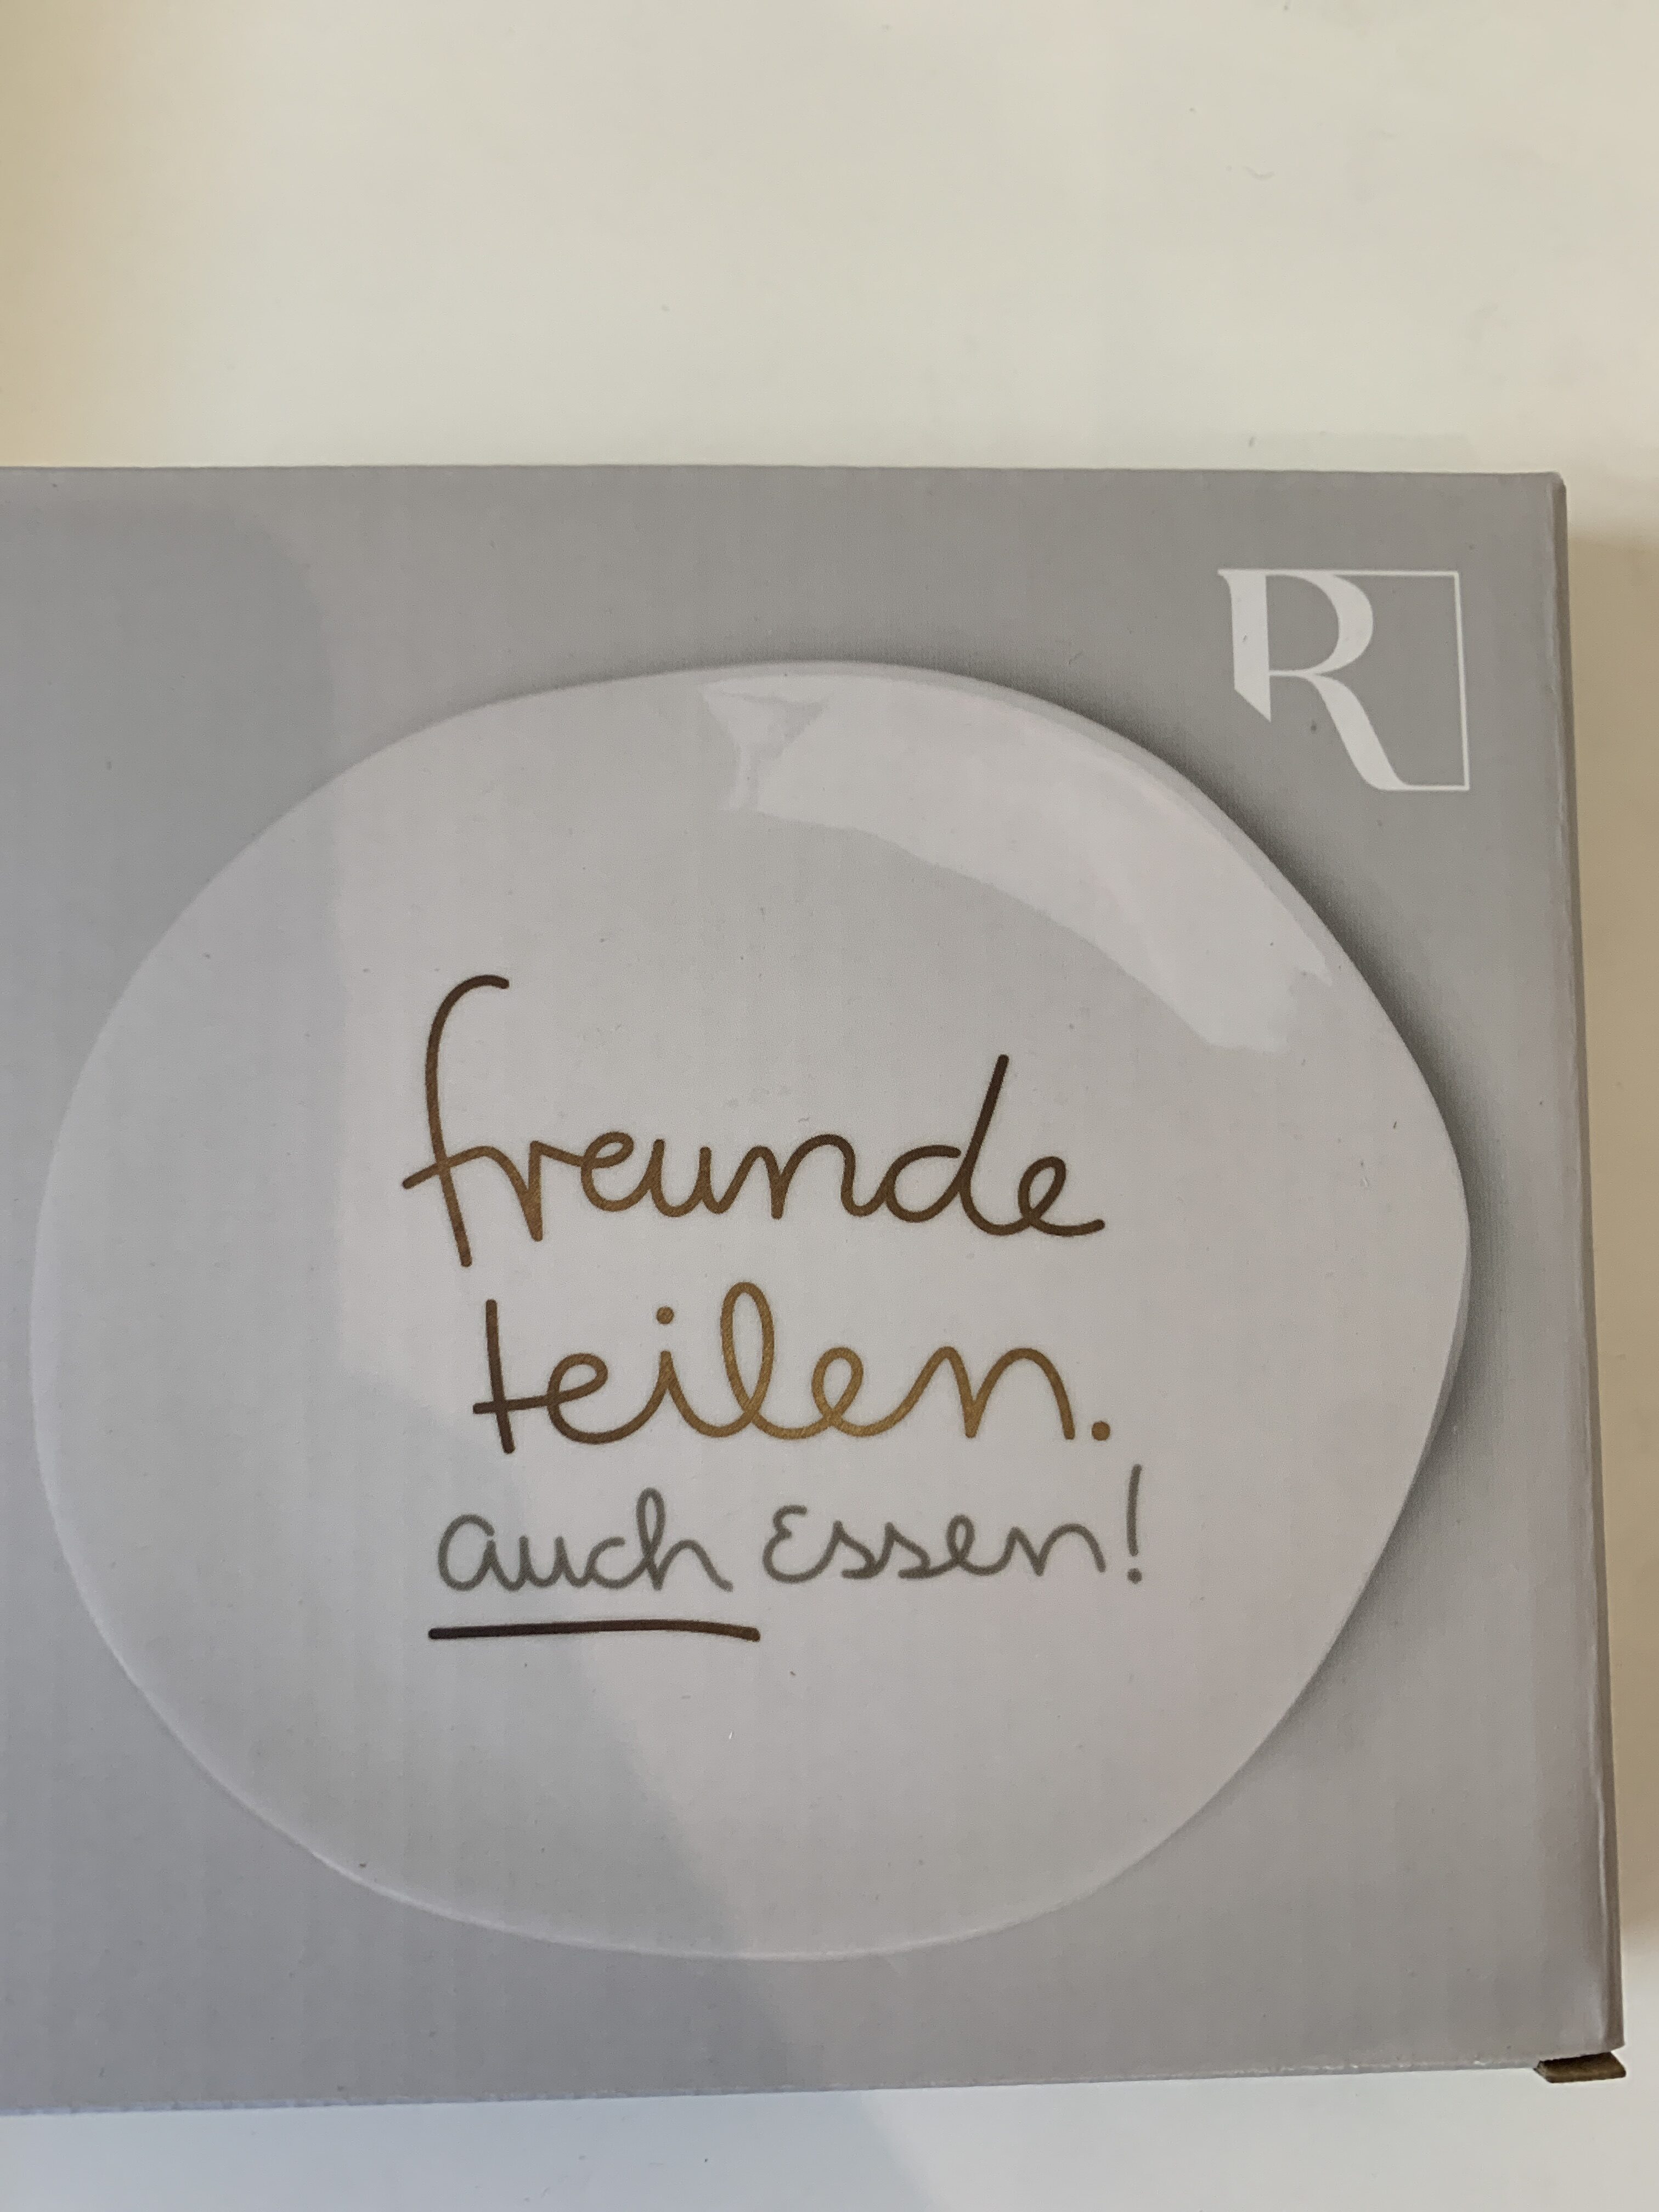 R
freunde
teilen.
auch Essen!